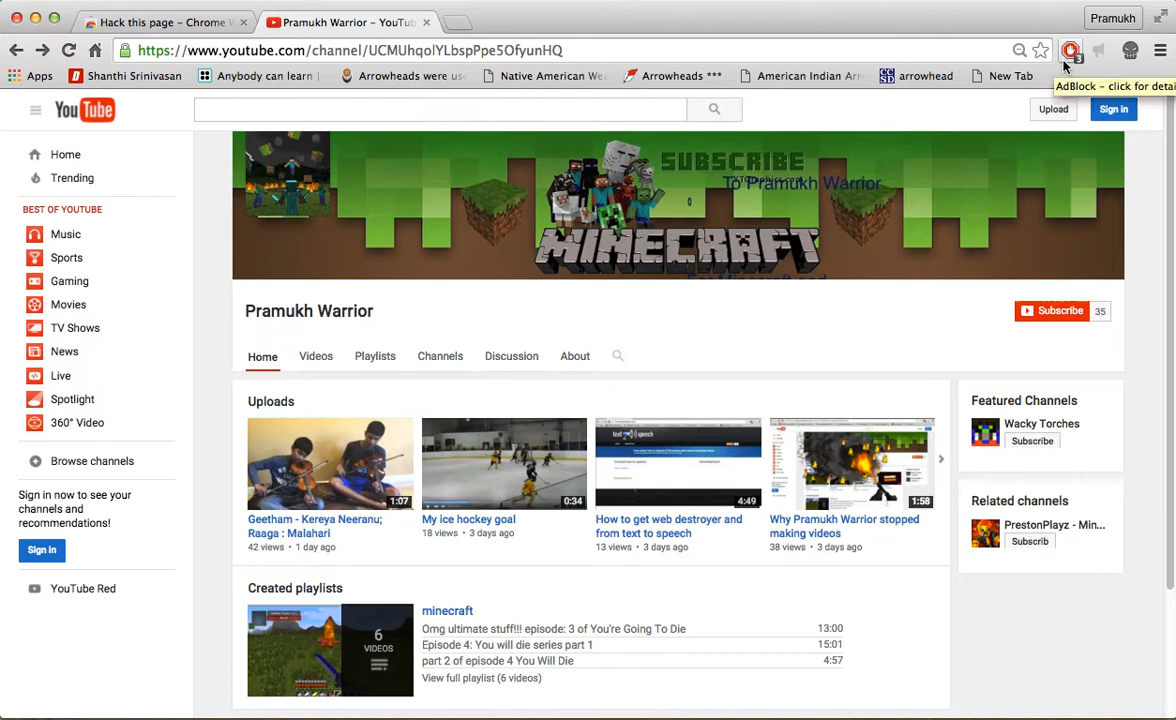 Hack this page - Chrome W
Pramukh Warrior - YouTub
Pramukh
https://www.youtube.com/channel/UCMUhqolYLbspPpe5OfyunHQ
3
Apps
Shanthi Srinivasan
Anybody can learn
Arrowheads were us
Native American Wea
Arrowheads ***
American Indian Arr
CC SD
arrowhead
New Tab
AdBlock - click for detai
YouTube
Upload
Sign in
Home
Trending
BEST OF YOUTUBE
Music
Sports
Gaming
Movies
TV Shows
News
Live
Spotlight
360° Video
Browse channels
Sign in now to see your
channels and
recommendations!
Sign in
YouTube Red
SUBSCRIBE
To Pramukh Warrior
MINECRAFT
For Minecraft and
Pramukh Warrior
Subscribe
35
Home
Videos
Playlists
Channels
Discussion
About
Uploads
1:07
Geetham - Kereya Neeranu;
Raaga : Malahari
42 views • 1 day ago
0:34
My ice hockey goal
18 views • 3 days ago
4:49
How to get web destroyer and
from text to speech
13 views • 3 days ago
1:58
Why Pramukh Warrior stopped
making videos
38 views • 3 days ago
Created playlists
6
VIDEOS
minecraft
Omg ultimate stuff!!! episode: 3 of You're Going To Die
13:00
Episode 4: You will die series part 1
15:01
part 2 of episode 4 You Will Die
4:57
View full playlist (6 videos)
Featured Channels
Wacky Torches
Subscribe
Related channels
PrestonPlayz - Min...
Subscrib